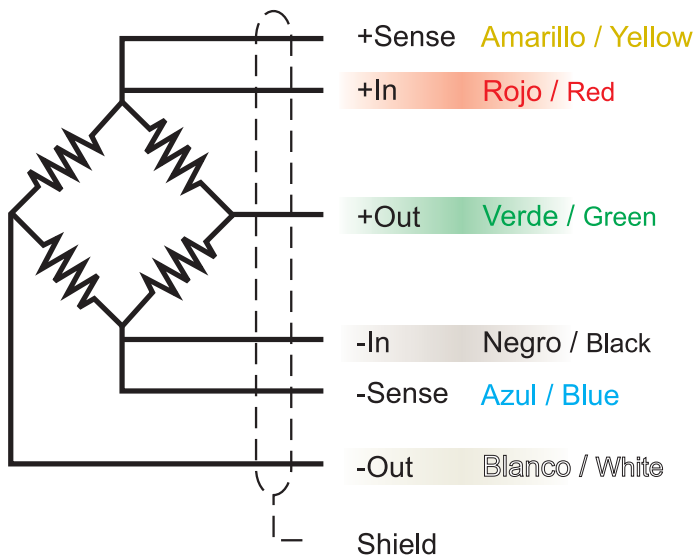 +Sense Amarillo / Yellow
+In Rojo / Red
+Out Verde / Green
-In Negro / Black
-Sense Azul / Blue
-Out Blanco / White
Shield